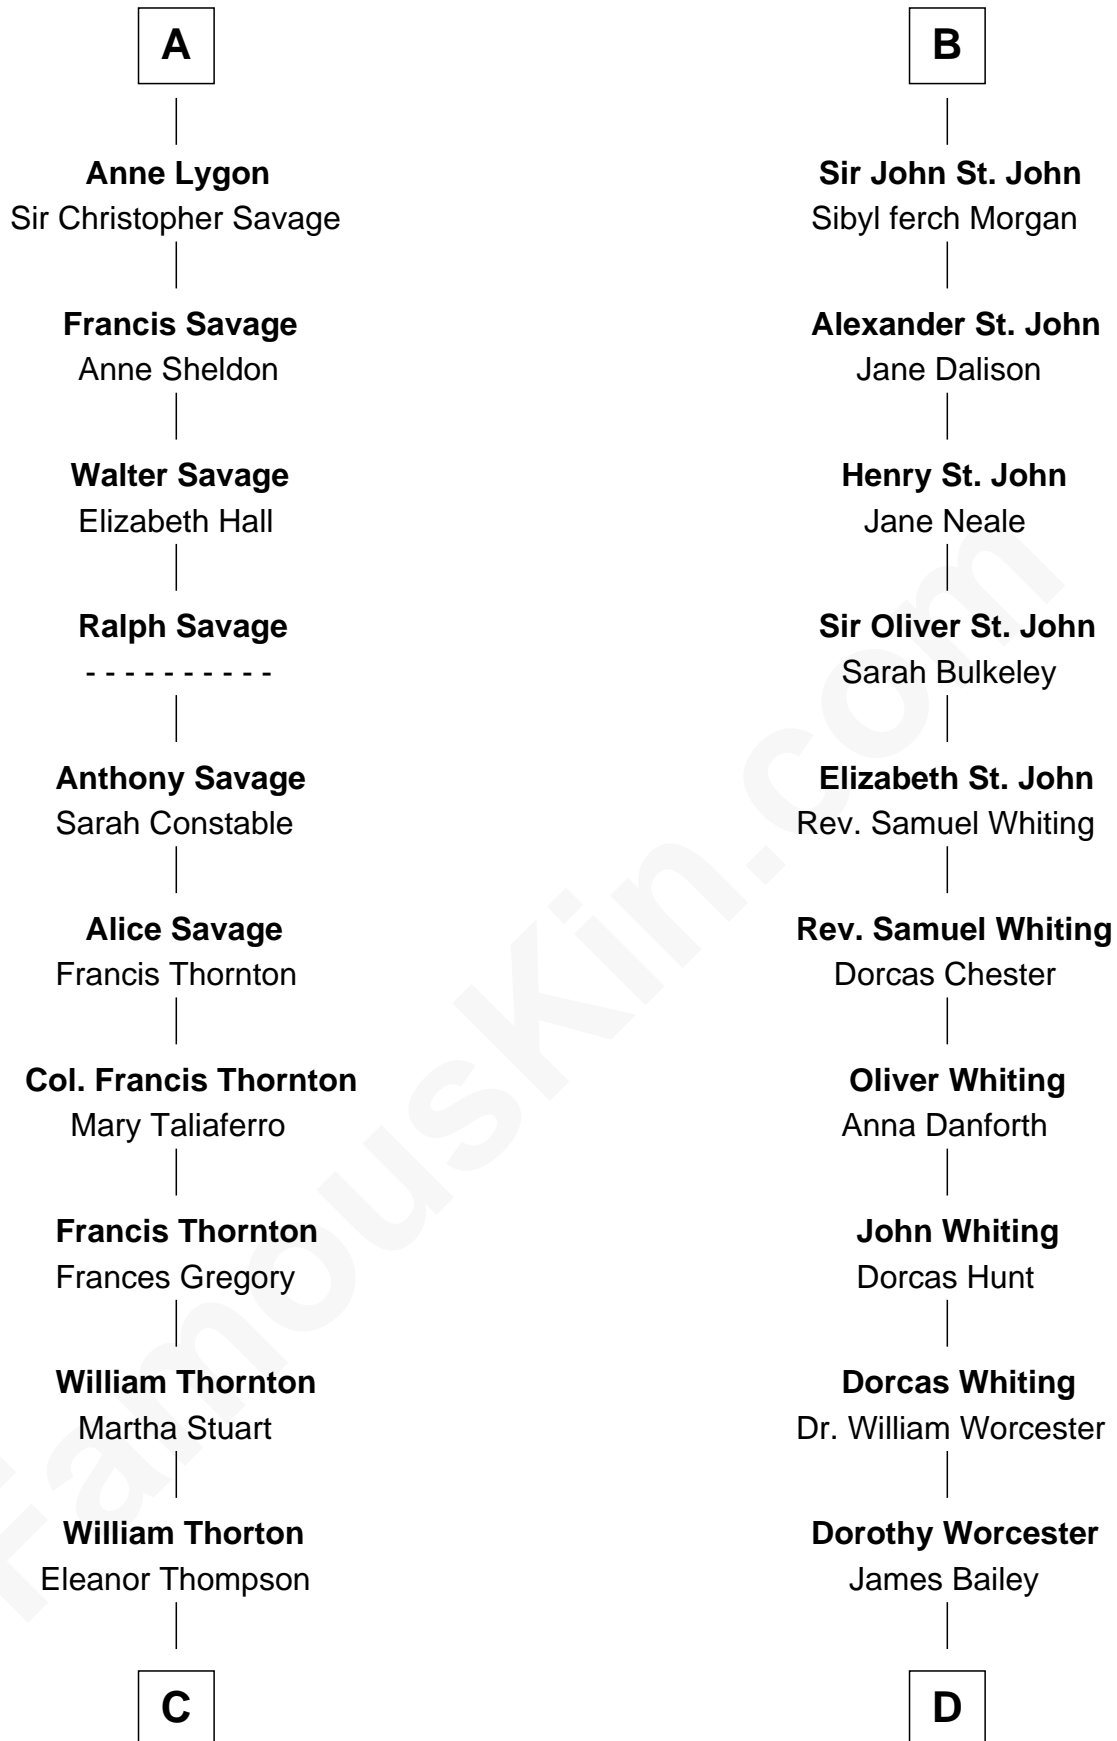 A
Anne Lygon
Sir Christopher Savage
Francis Savage
Anne Sheldon
Walter Savage
Elizabeth Hall
Ralph Savage
- - - - - - - - - -
Anthony Savage
Sarah Constable
Alice Savage
Francis Thornton
Col. Francis Thornton
Mary Taliaferro
Francis Thornton
Frances Gregory
William Thornton
Martha Stuart
William Thorton
Eleanor Thompson
C
B
Sir John St. John
Sibyl ferch Morgan
Alexander St. John
Jane Dalison
Henry St. John
Jane Neale
Sir Oliver St. John
Sarah Bulkeley
Elizabeth St. John
Rev. Samuel Whiting
Rev. Samuel Whiting
Dorcas Chester
Oliver Whiting
Anna Danforth
John Whiting
Dorcas Hunt
Dorcas Whiting
Dr. William Worcester
Dorothy Worcester
James Bailey
D
FamousKin.com